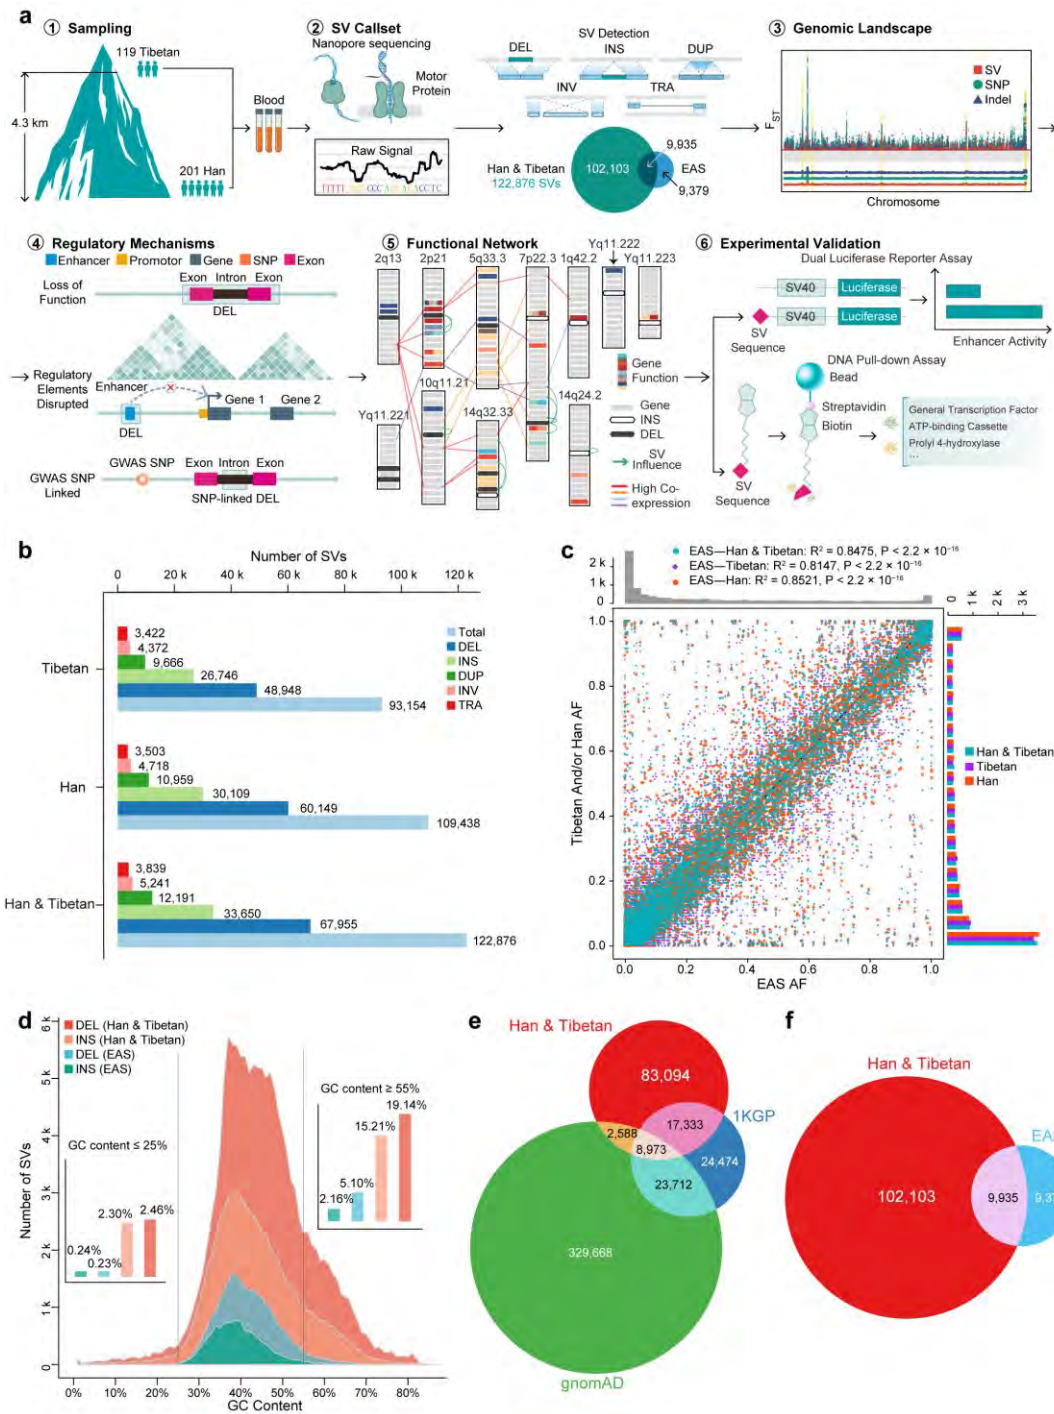 a
① Sampling
119 Tibetan
4.3 km
201 Han
Blood
② SV Callset
Nanopore sequencing
Motor
Protein
Raw Signal
SV Detection
DEL
INS
DUP
INV
TRA
Han & Tibetan
122,876 SVs
102,103
9,935
EAS
9,379
③ Genomic Landscape
SV
SNP
Indel
FST
Chromosome
④ Regulatory Mechanisms
Enhancer
Promotor
Gene
SNP
Exon
Loss of
Function
Exon
Intron
Exon
DEL
Regulatory
Elements
Disrupted
Enhancer
Gene 1
Gene 2
DEL
GWAS SNP
Linked
GWAS SNP
Exon
Intron
Exon
SNP-linked DEL
⑤ Functional Network
2q13
2p21
5q33.3
7p22.3
1q42.2
Yq11.222
Yq11.223
Yq11.221
10q11.21
14q32.33
14q24.2
Gene
Function
Gene
INS
DEL
SV
Influence
High Co-
expression
⑥ Experimental Validation
Dual Luciferase Reporter Assay
SV40
Luciferase
SV40
Luciferase
SV
Sequence
Enhancer Activity
DNA Pull-down Assay
Bead
Streptavidin
Biotin
SV
Sequence
General Transcription Factor
ATP-binding Cassette
Prolyl 4-hydroxylase
...
b
Number of SVs
0 20 k 40 k 60 k 80 k 100 k 120 k
Tibetan
3,422
4,372
9,666
26,746
48,948
93,154
Total
DEL
INS
DUP
INV
TRA
Han
3,503
4,718
10,959
30,109
60,149
109,438
Han & Tibetan
3,839
5,241
12,191
33,650
67,955
122,876
c
EAS—Han & Tibetan: R² = 0.8475, P < 2.2 × 10⁻¹⁶
EAS—Tibetan: R² = 0.8147, P < 2.2 × 10⁻¹⁶
EAS—Han: R² = 0.8521, P < 2.2 × 10⁻¹⁶
2 k
1 k
0
0 1 k 3 k
Tibetan And/or Han AF
1.0
0.8
0.6
0.4
0.2
0.0
0.0 0.2 0.4 0.6 0.8 1.0
EAS AF
Han & Tibetan
Tibetan
Han
d
DEL (Han & Tibetan)
INS (Han & Tibetan)
DEL (EAS)
INS (EAS)
Number of SVs
6 k
5 k
4 k
3 k
2 k
1 k
0
GC content ≤ 25%
0.24%
0.23%
2.30%
2.46%
GC content ≥ 55%
2.16%
5.10%
15.21%
19.14%
0% 10% 20% 30% 40% 50% 60% 70% 80%
GC Content
e
Han & Tibetan
83,094
1KGP
17,333
2,588
8,973
24,474
23,712
329,668
gnomAD
f
Han & Tibetan
102,103
9,935